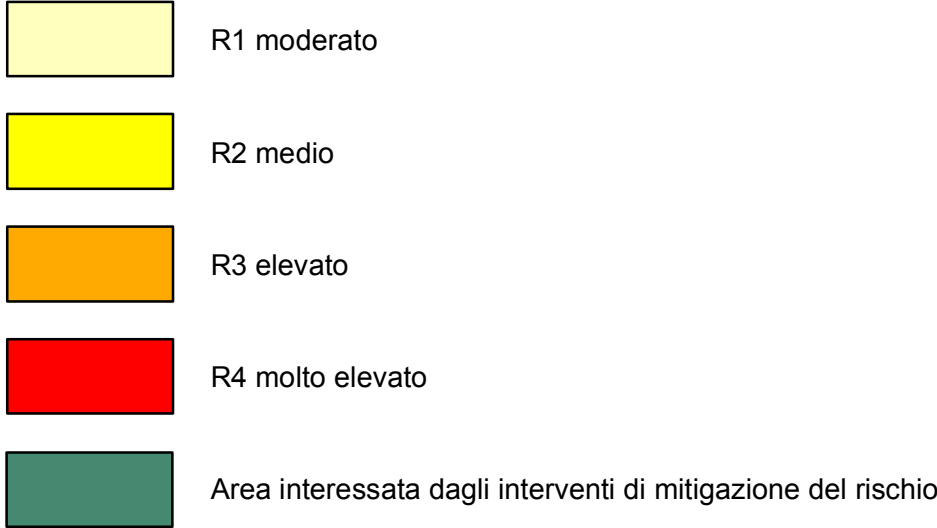 R1 moderato
R2 medio
R3 elevato
R4 molto elevato
Area interessata dagli interventi di mitigazione del rischio